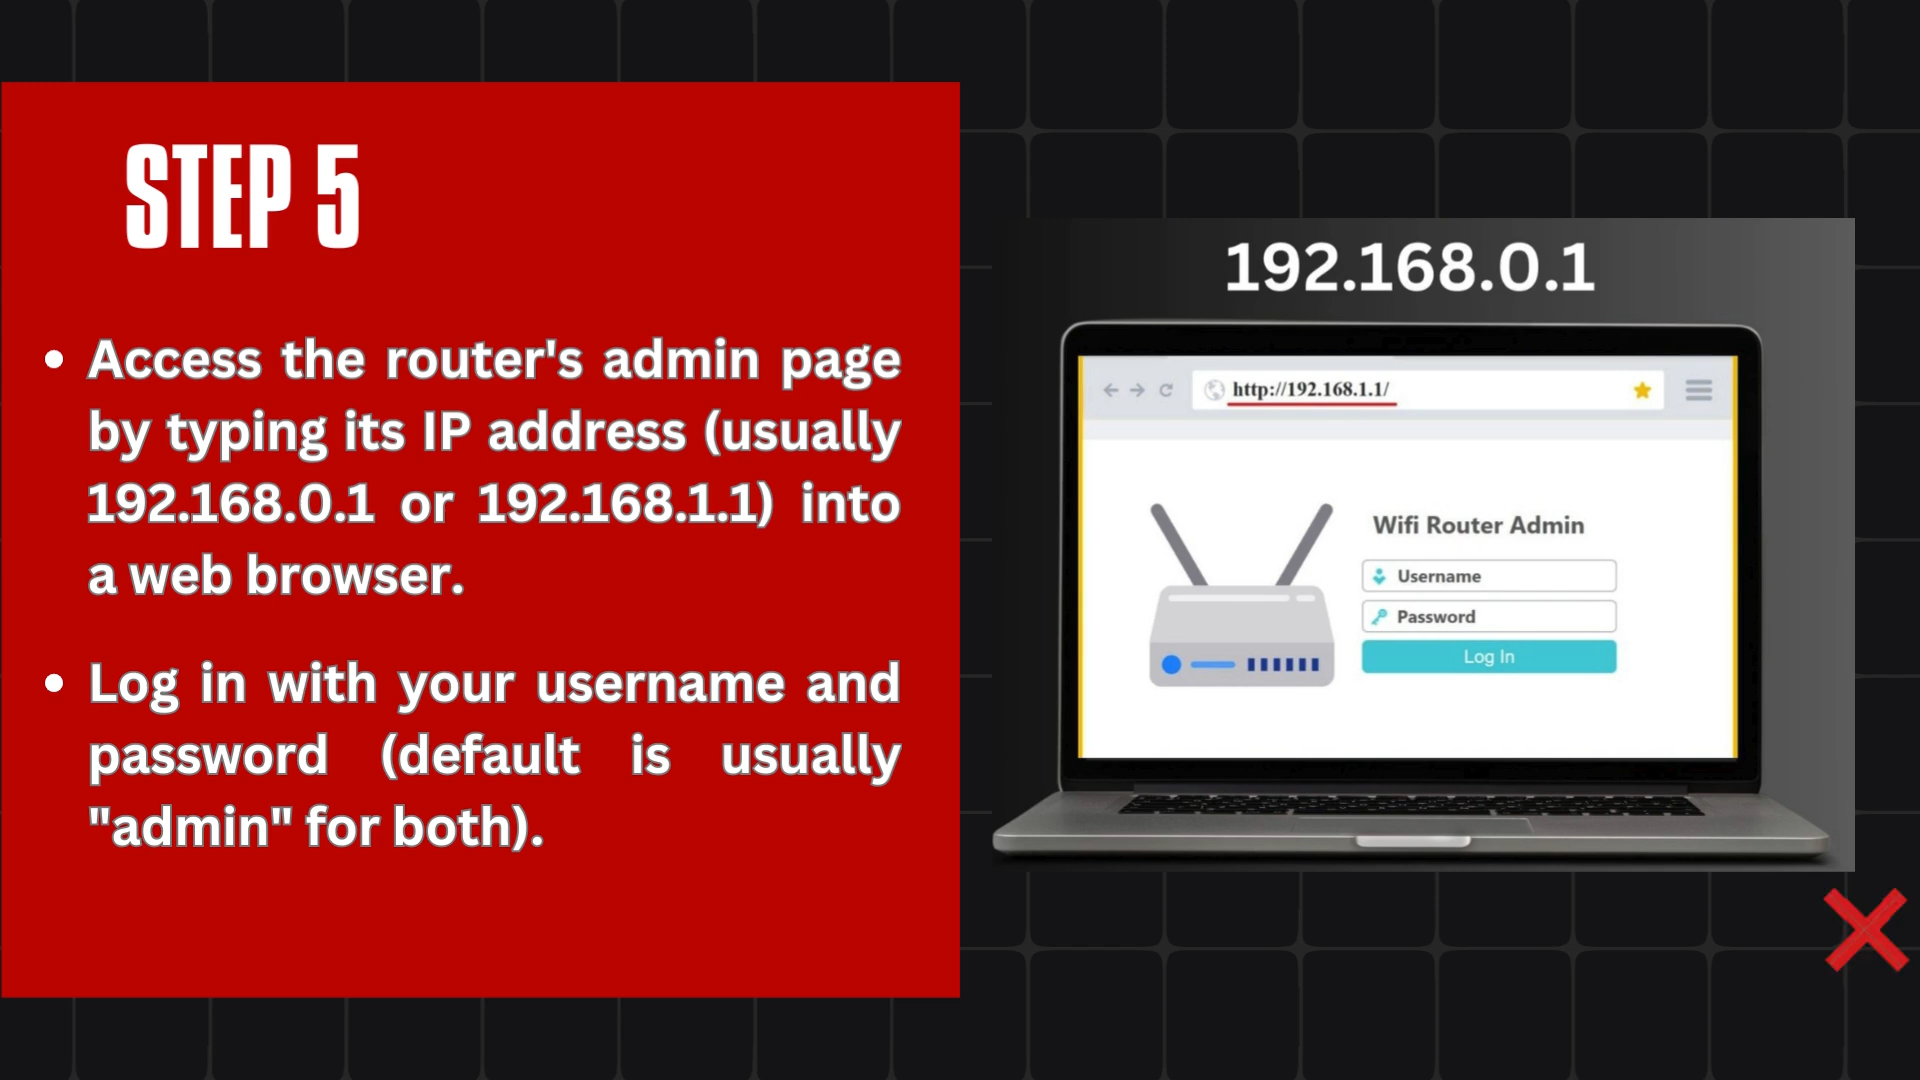 STEP 5
• Access the router's admin page
by typing its IP address (usually
192.168.0.1 or 192.168.1.1) into
a web browser.
• Log in with your username and
password (default is usually
"admin" for both).
192.168.0.1
http://192.168.1.1/
Wifi Router Admin
Username
Password
Log In